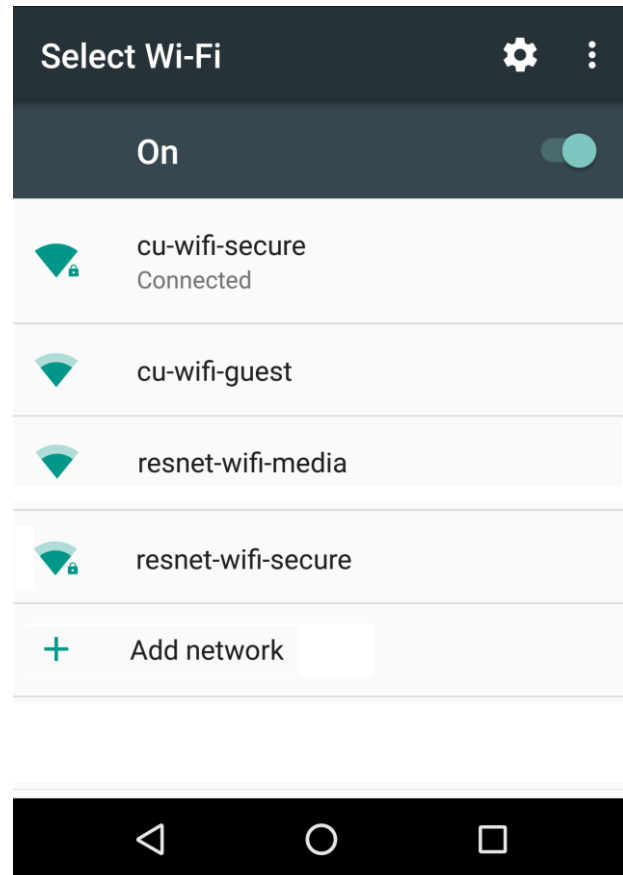 Select Wi-Fi
On
cu-wifi-secure
Connected
cu-wifi-guest
resnet-wifi-media
resnet-wifi-secure
Add network